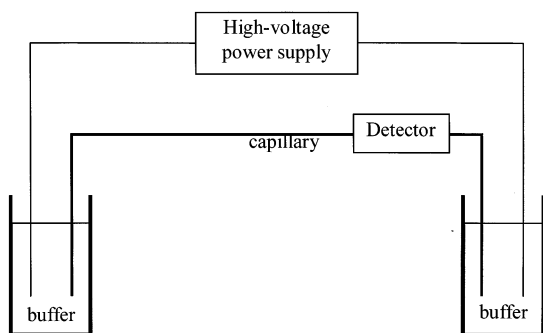 High-voltage
power supply
Detector
capillary
buffer
buffer